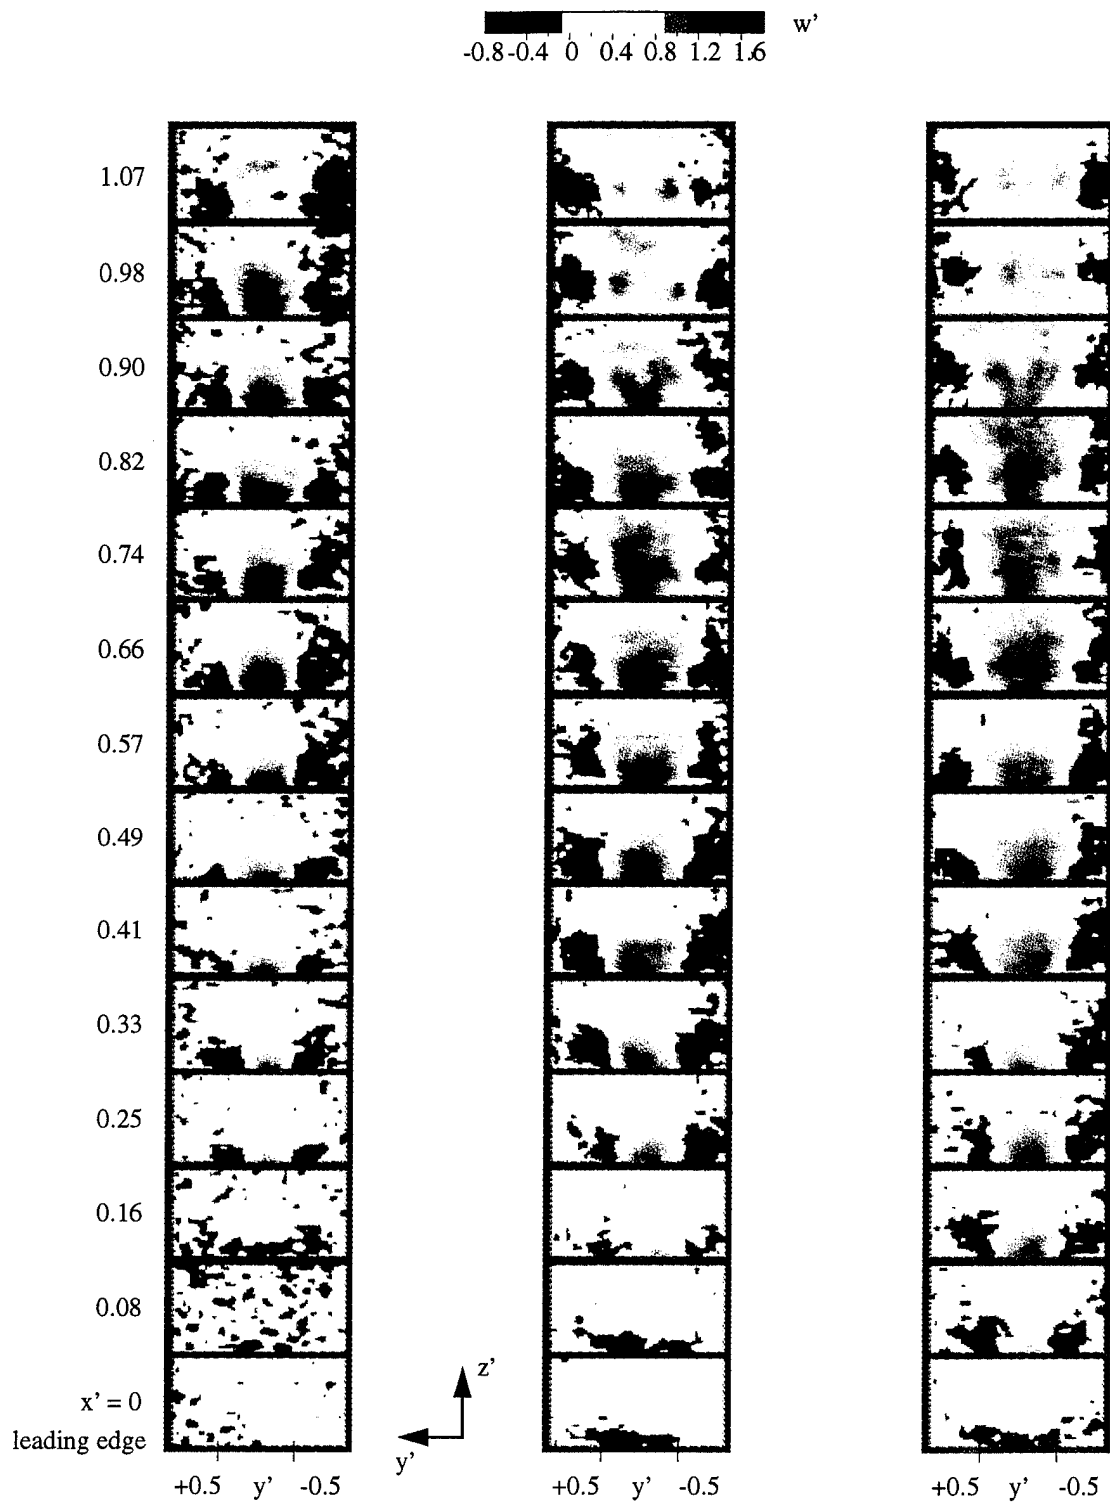 w’
-0.8 -0.4 0 0.4 0.8 1.2 1.6
1.07
0.98
0.90
0.82
0.74
0.66
0.57
0.49
0.41
0.33
0.25
0.16
0.08
z’
x’ = 0
leading edge
y’
+0.5 y’ -0.5
+0.5 y’ -0.5
+0.5 y’ -0.5